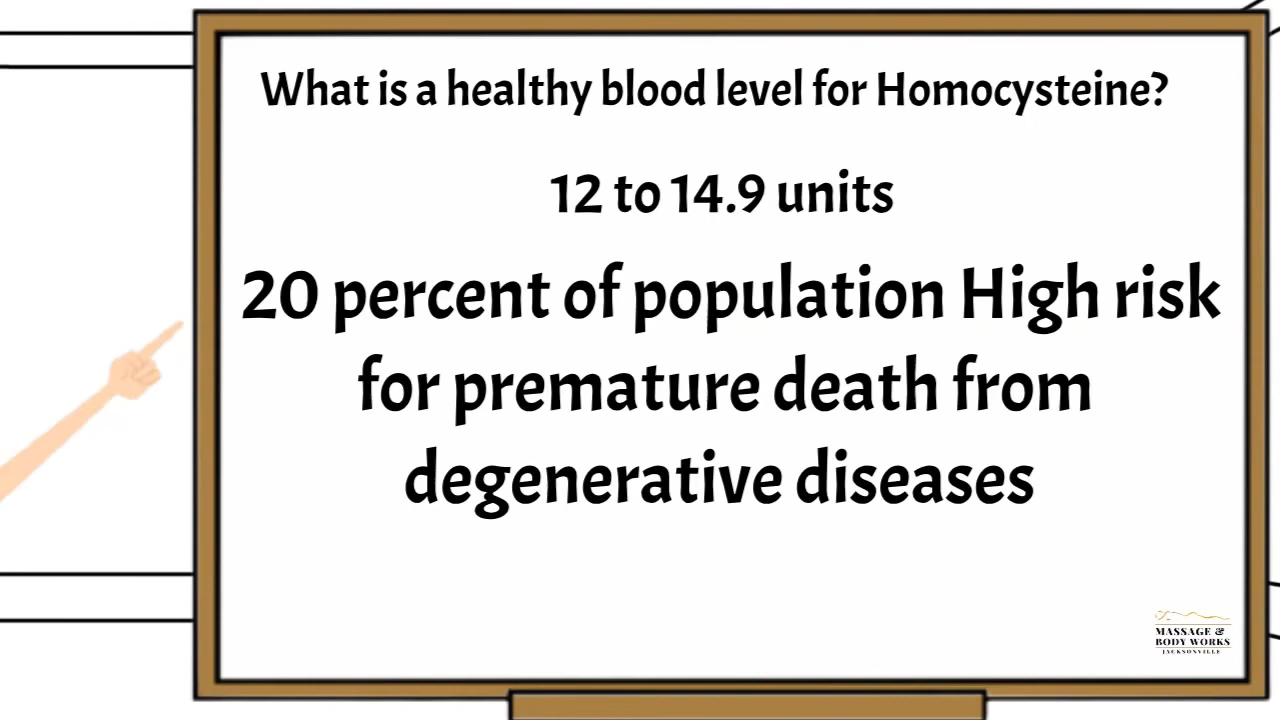 What is a healthy blood level for Homocysteine?
12 to 14.9 units
20 percent of population High risk
for premature death from
degenerative diseases
MASSAGE &
BODY WORKS
JACKSONVILLE